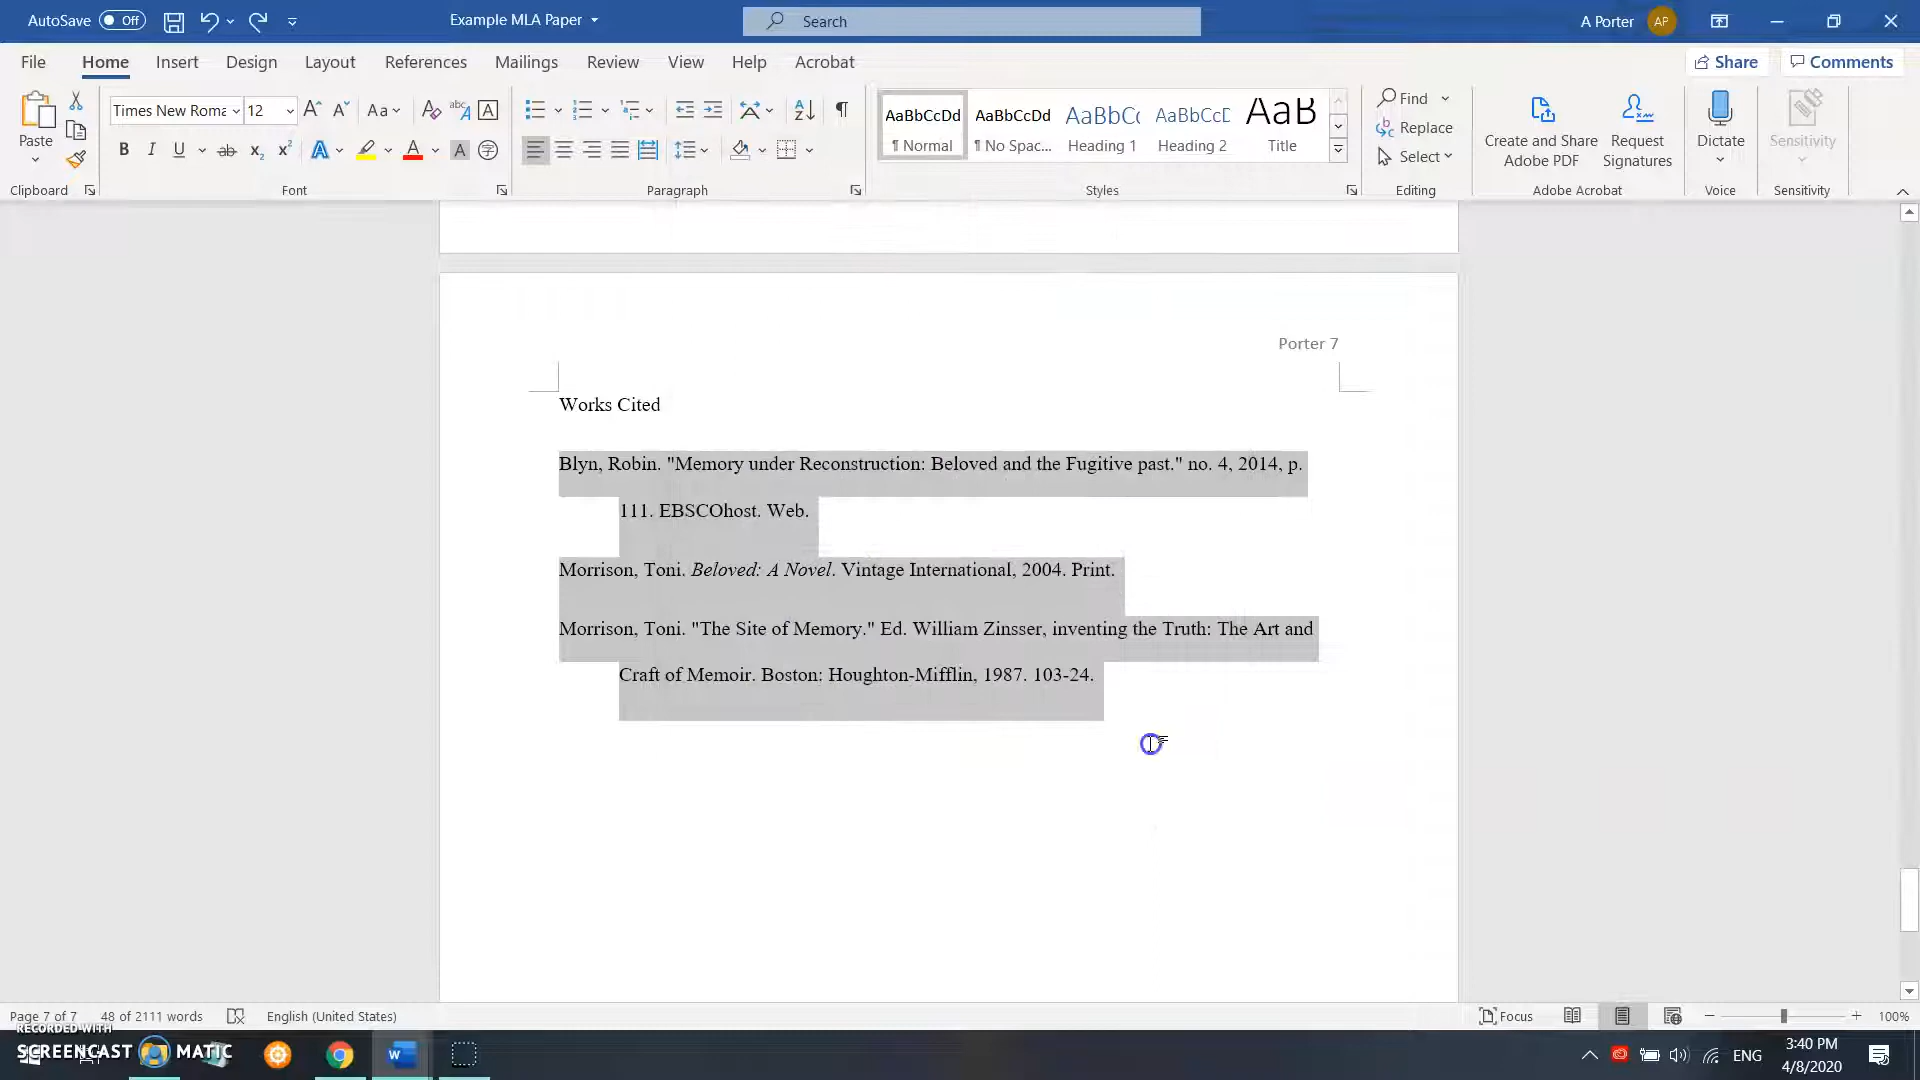 AutoSave Off Example MLA Paper Search A Porter AP
File Home Insert Design Layout References Mailings Review View Help Acrobat Share Comments
Times New Roma 12 Aa AaBbCcDd AaBbCcDd AaBbCc AaBbCcD AaB Find
Paste ¶ Normal ¶ No Spac... Heading 1 Heading 2 Title Replace
Select
Create and Share Adobe PDF Request Signatures Dictate Sensitivity
Clipboard Font Paragraph Styles Editing Adobe Acrobat Voice Sensitivity
Porter 7
Works Cited
Blyn, Robin. "Memory under Reconstruction: Beloved and the Fugitive past." no. 4, 2014, p.
111. EBSCOhost. Web.
Morrison, Toni. Beloved: A Novel. Vintage International, 2004. Print.
Morrison, Toni. "The Site of Memory." Ed. William Zinsser, inventing the Truth: The Art and
Craft of Memoir. Boston: Houghton-Mifflin, 1987. 103-24.
Page 7 of 7 48 of 2111 words English (United States) Focus 100%
RECORDED WITH
SCREENCAST MATIC
ENG 3:40 PM
4/8/2020